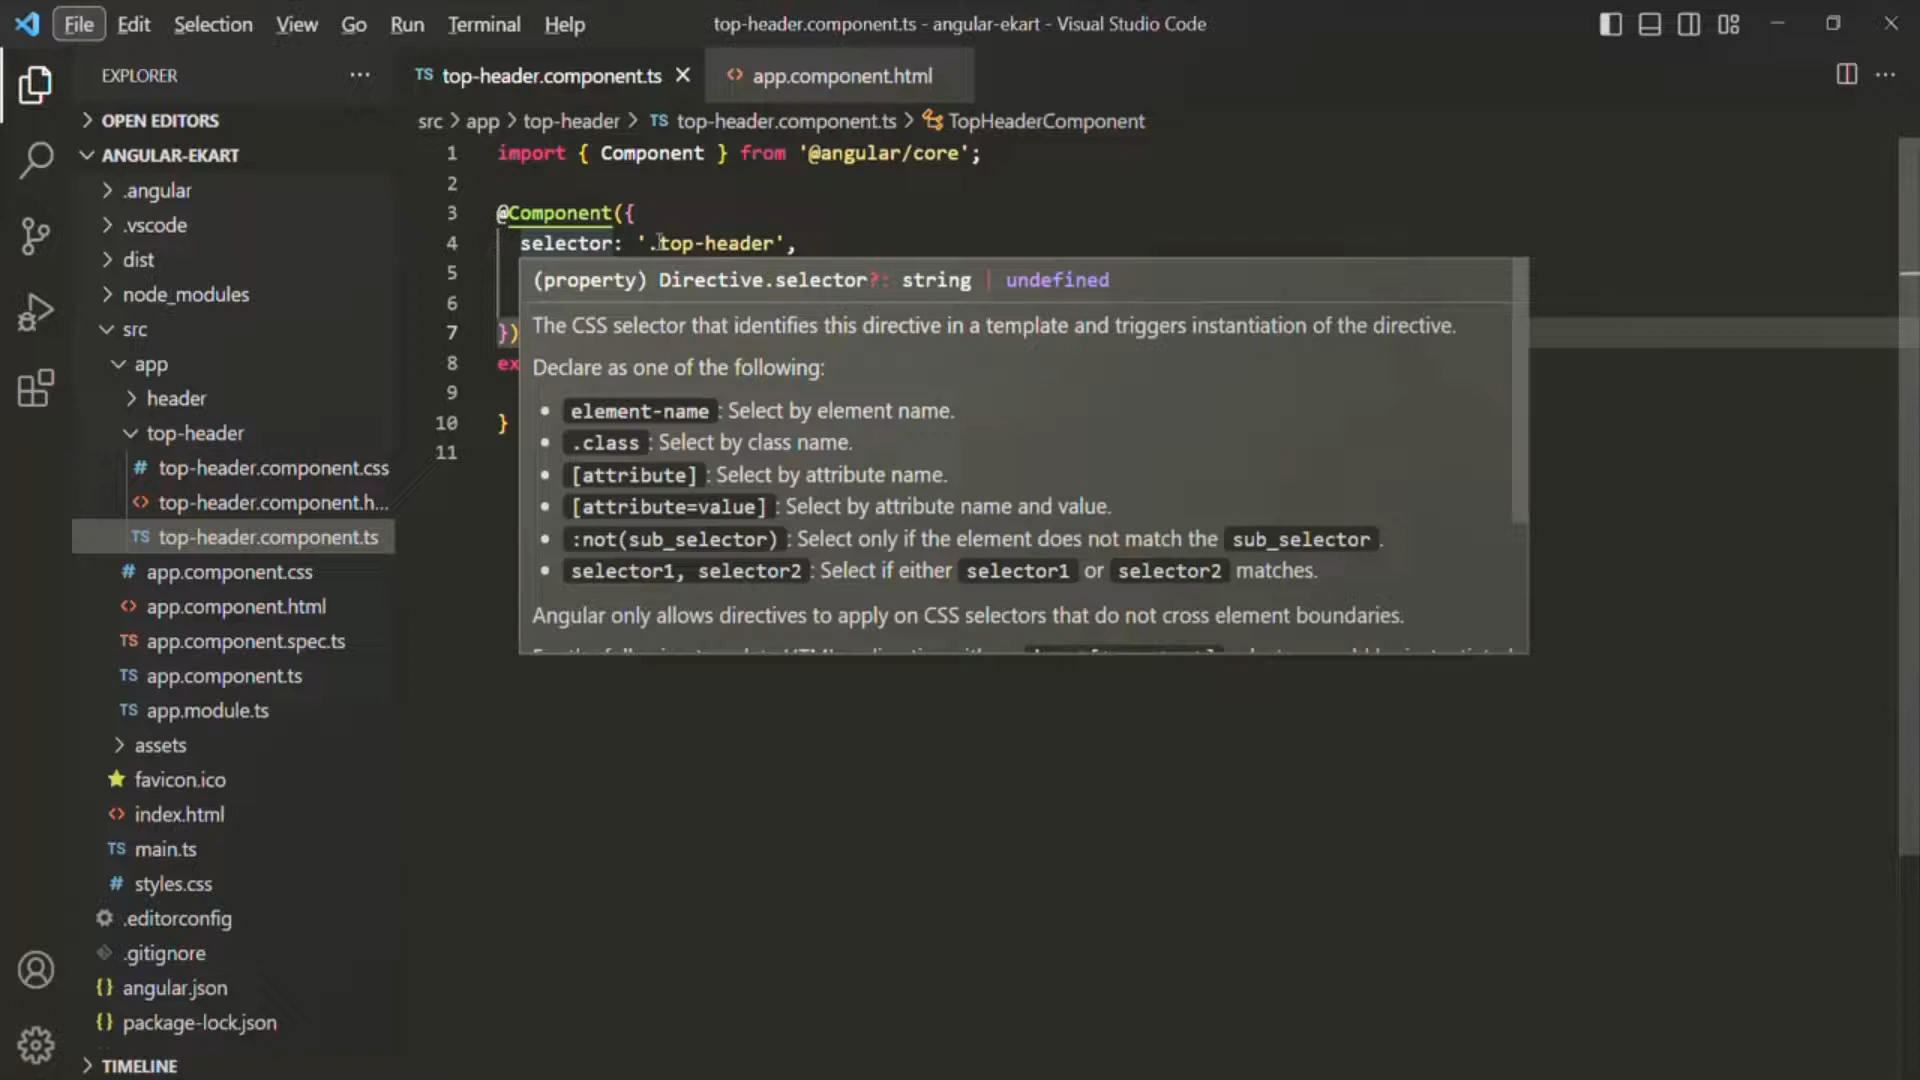 File Edit Selection View Go Run Terminal Help
top-header.component.ts - angular-ekart - Visual Studio Code
EXPLORER
OPEN EDITORS
ANGULAR-EKART
.angular
.vscode
dist
node_modules
src
app
header
top-header
# top-header.component.css
<> top-header.component.h...
TS top-header.component.ts
# app.component.css
<> app.component.html
TS app.component.spec.ts
TS app.component.ts
TS app.module.ts
assets
favicon.ico
<> index.html
TS main.ts
# styles.css
.editorconfig
.gitignore
{} angular.json
{} package-lock.json
TIMELINE
TS top-header.component.ts
<> app.component.html
src > app > top-header > TS top-header.component.ts > TopHeaderComponent
1 import { Component } from '@angular/core';
2
3 @Component({
4 selector: '.top-header',
5
6
7 })
8 ex
9
10 }
11
(property) Directive.selector?: string | undefined
The CSS selector that identifies this directive in a template and triggers instantiation of the directive.
Declare as one of the following:
• element-name : Select by element name.
• .class : Select by class name.
• [attribute] : Select by attribute name.
• [attribute=value] : Select by attribute name and value.
• :not(sub_selector) : Select only if the element does not match the sub_selector .
• selector1, selector2 : Select if either selector1 or selector2 matches.
Angular only allows directives to apply on CSS selectors that do not cross element boundaries.